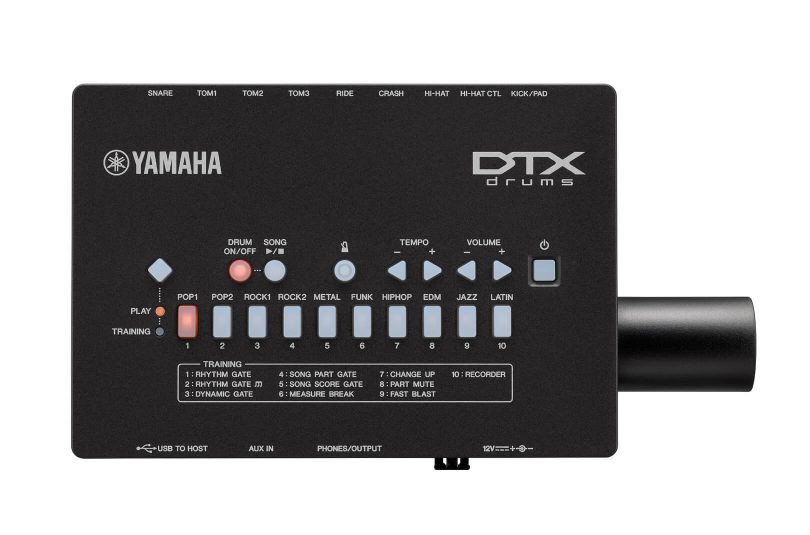 SNARE TOM1 TOM2 TOM3 RIDE CRASH HI-HAT HI-HAT CTL KICK/PAD
YAMAHA
DTX
drums
DRUM ON/OFF
SONG
TEMPO
VOLUME
- + - +
POP1 POP2 ROCK1 ROCK2 METAL FUNK HIPHOP EDM JAZZ LATIN
PLAY
TRAINING
1 2 3 4 5 6 7 8 9 10
TRAINING
1 : RHYTHM GATE 4 : SONG PART GATE 7 : CHANGE UP 10 : RECORDER
2 : RHYTHM GATE 5 : SONG SCORE GATE 8 : PART MUTE
3 : DYNAMIC GATE 6 : MEASURE BREAK 9 : FAST BLAST
USB TO HOST AUX IN PHONES/OUTPUT 12V